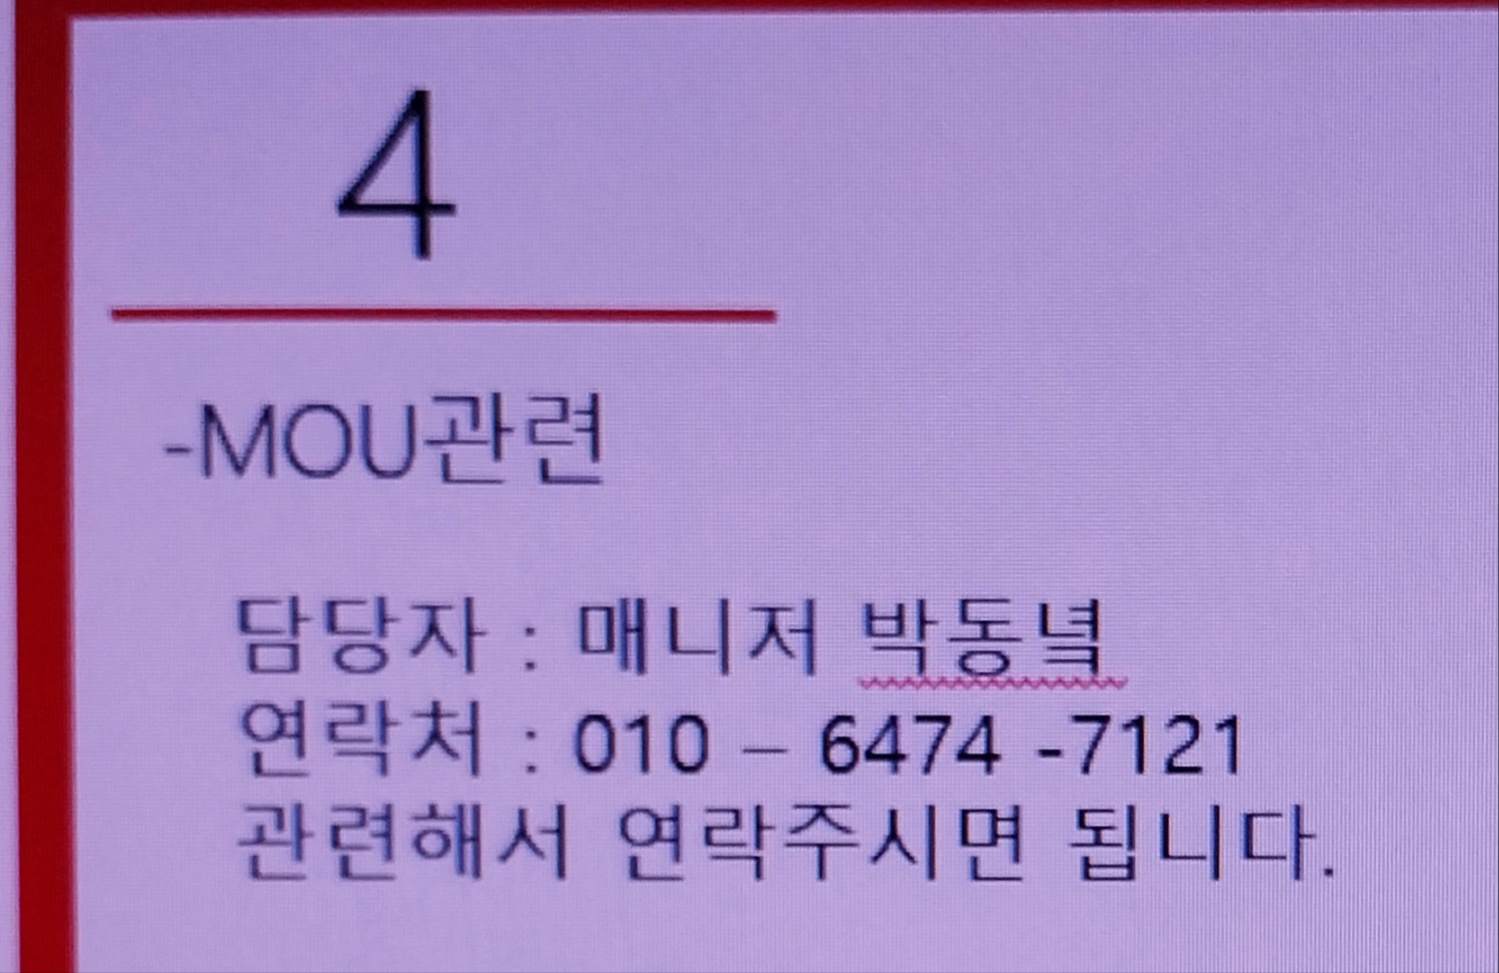 4
-MOU관련
담당자 : 매니저 박동녘
연락처 : 010 – 6474 -7121
관련해서 연락주시면 됩니다.